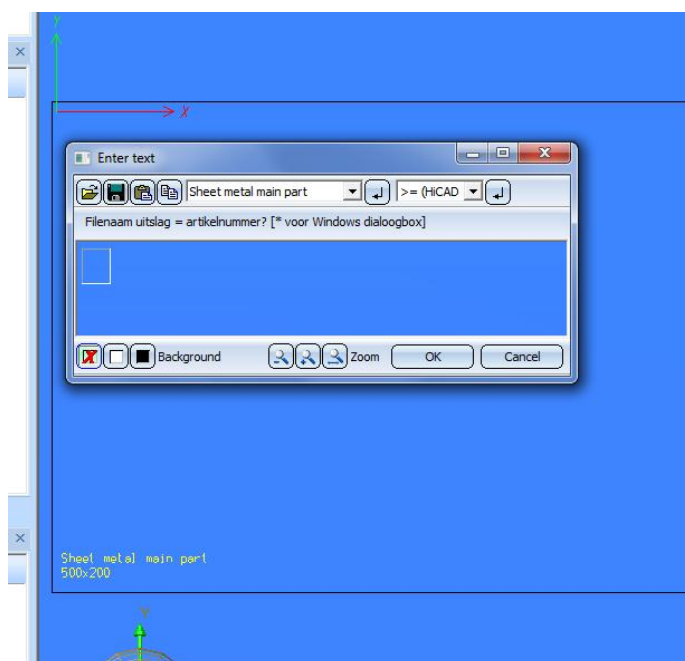 Y
X
Enter text
Sheet metal main part
>= (HiCAD
Filenaam uitslag = artikelnummer? [* voor Windows dialoogbox]
Background
Zoom
OK
Cancel
Sheet metal main part
500x200
Y